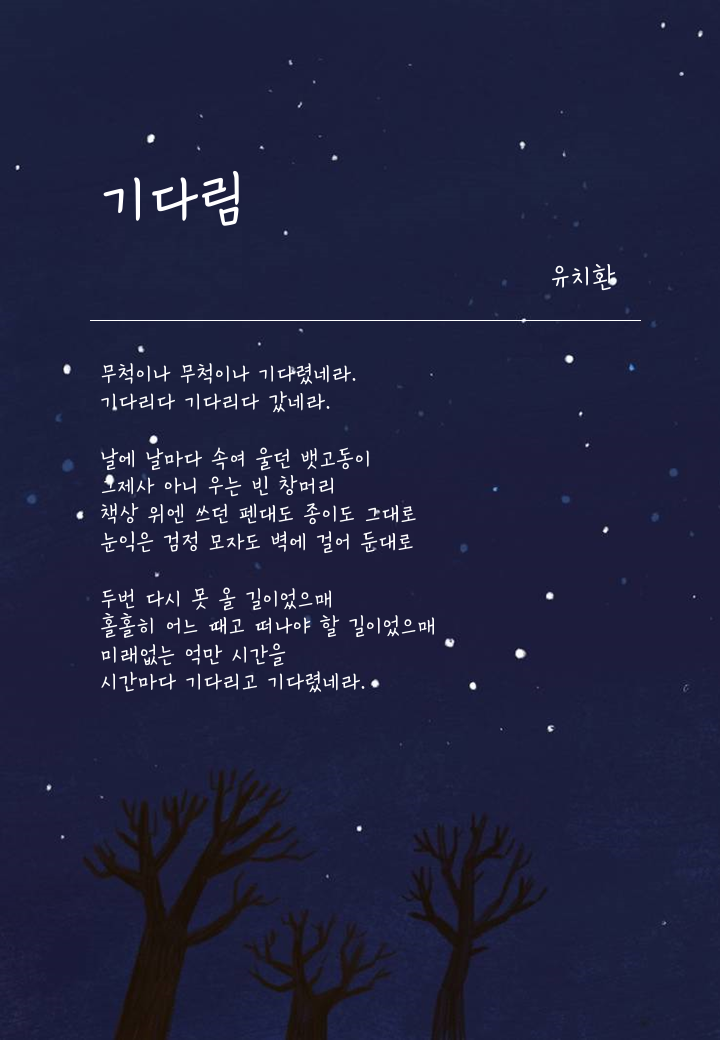 기다림
유치환
무척이나 무척이나 기다렸네라.
기다리다 기다리다 갔네라.
날에 날마다 속여 울던 뱃고동이
그제사 아니 우는 빈 창머리
책상 위엔 쓰던 펜대도 종이도 그대로
눈익은 검정 모자도 벽에 걸어 둔대로
두번 다시 못 올 길이었으매
홀홀히 어느 때고 떠나야 할 길이었으매
미래없는 억만 시간을
시간마다 기다리고 기다렸네라.